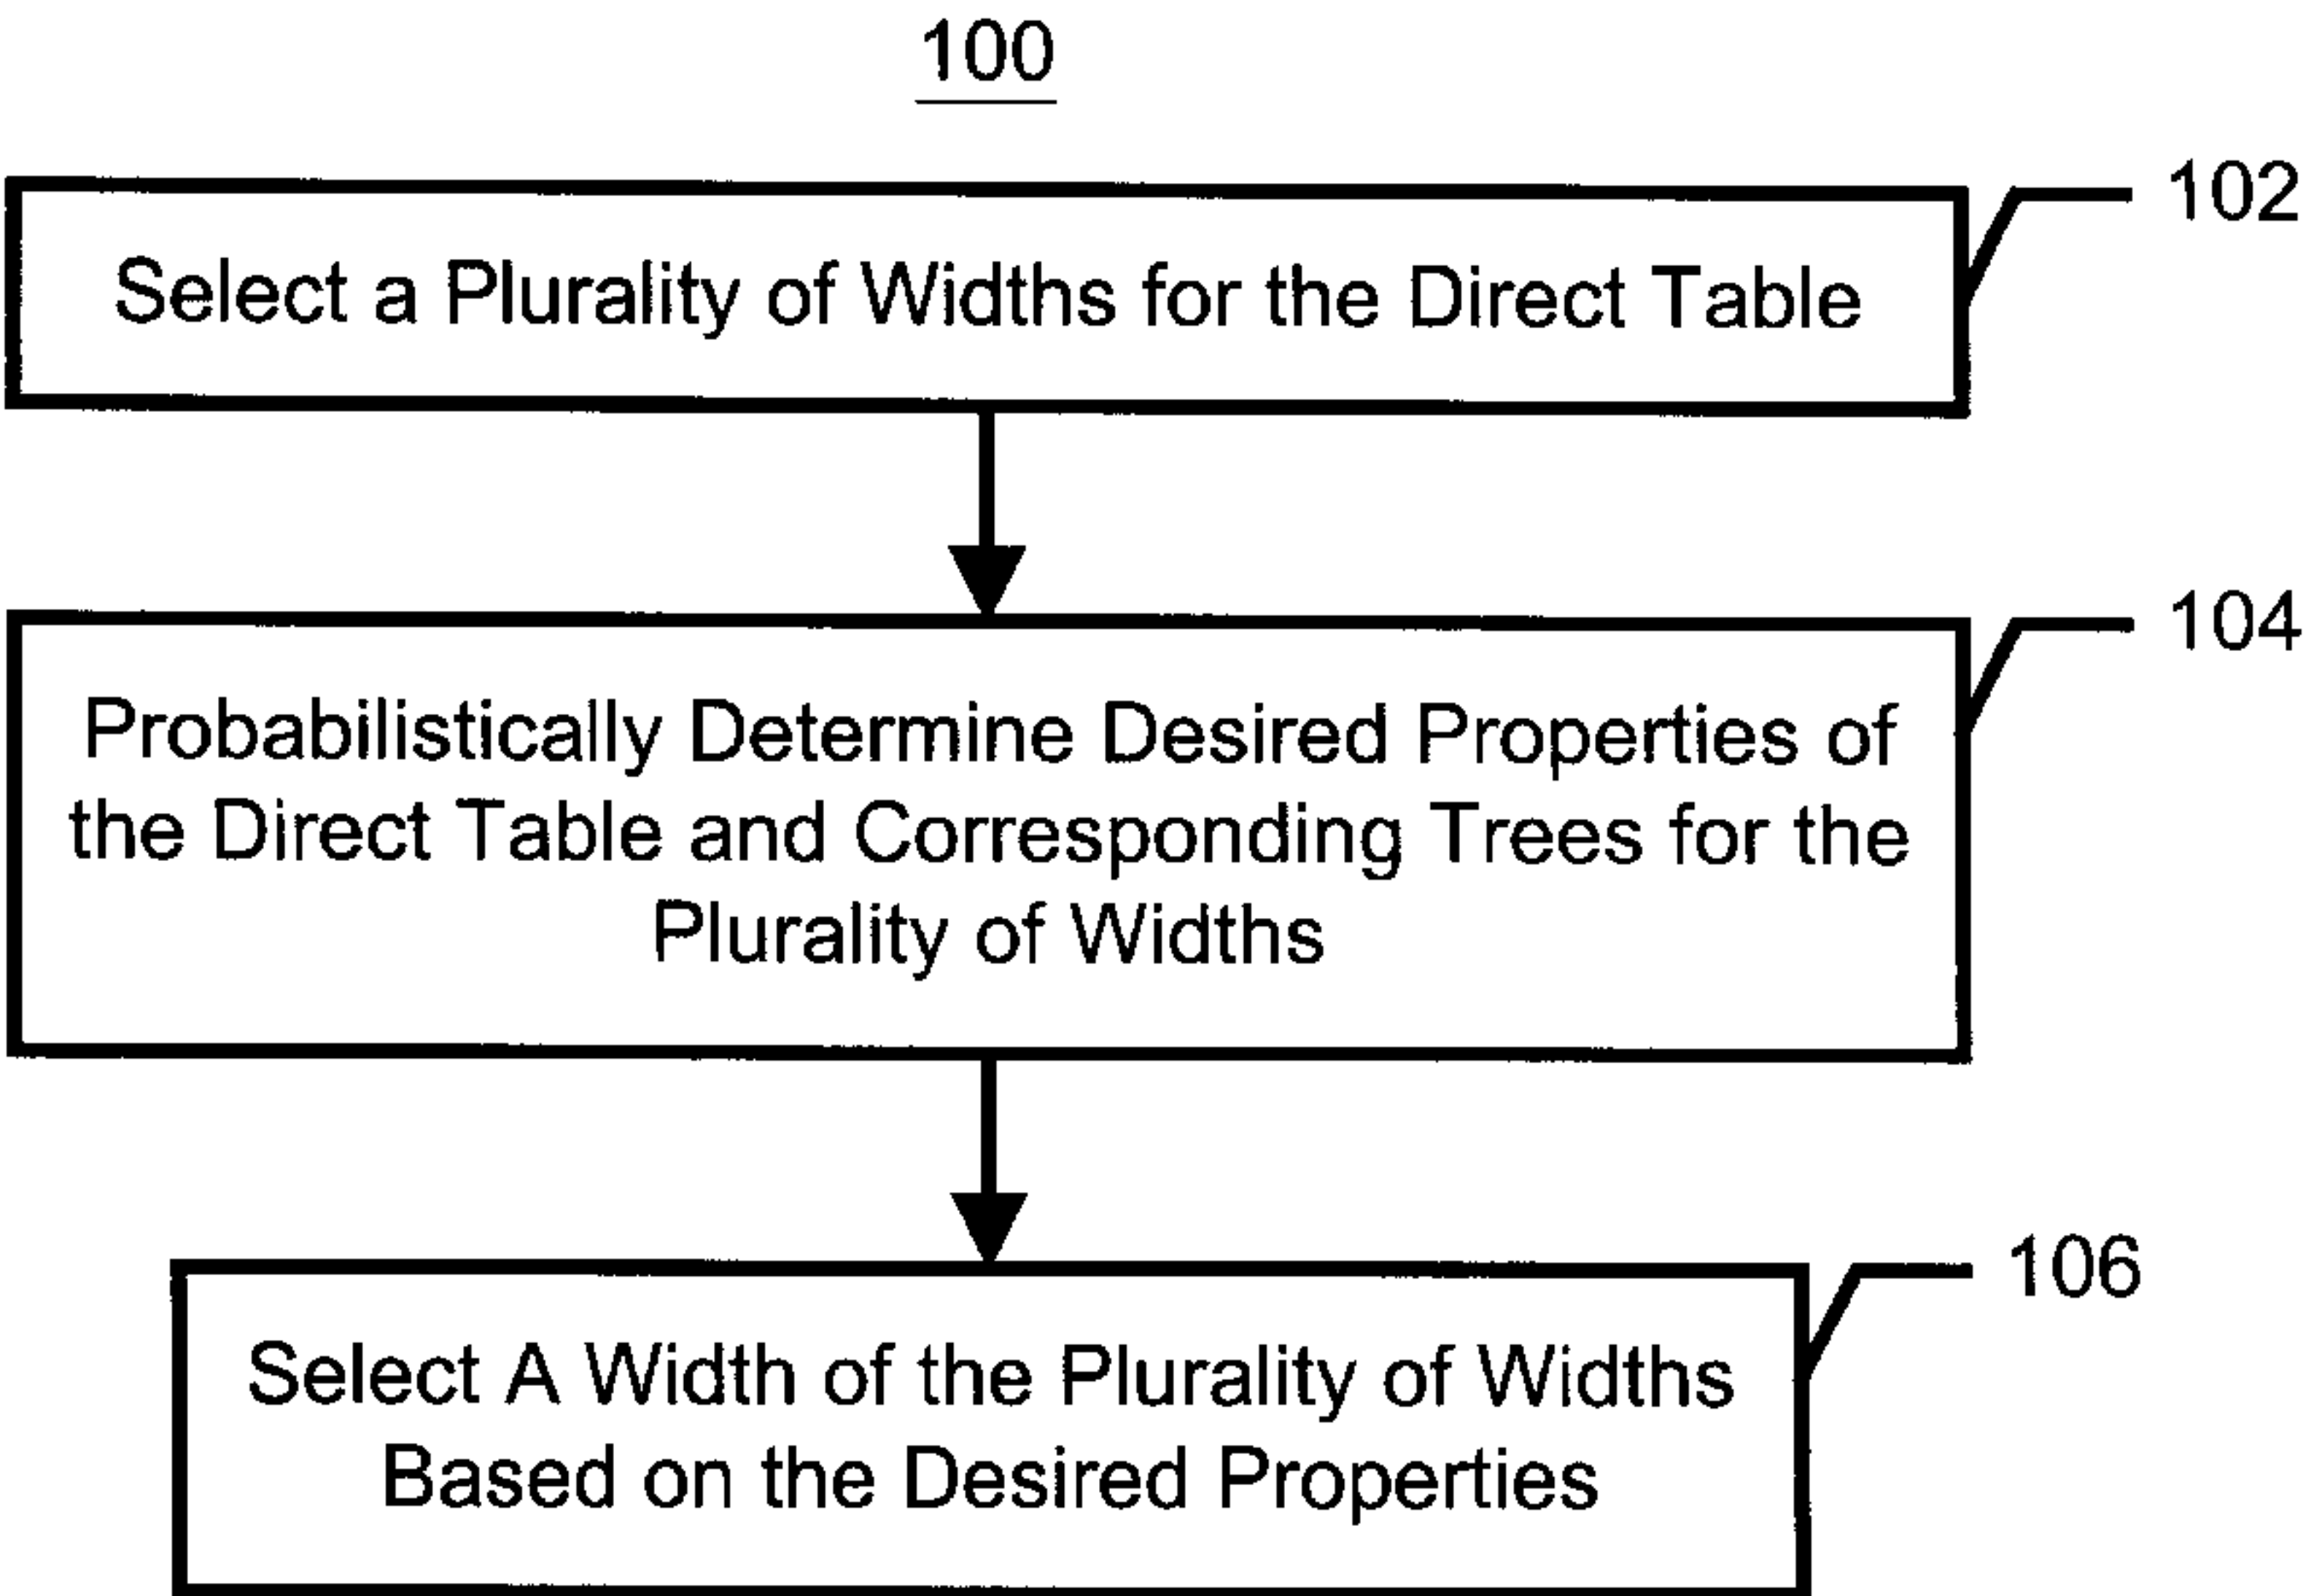 100
102
Select a Plurality of Widths for the Direct Table
104
Probabilistically Determine Desired Properties of
the Direct Table and Corresponding Trees for the
Plurality of Widths
106
Select A Width of the Plurality of Widths
Based on the Desired Properties